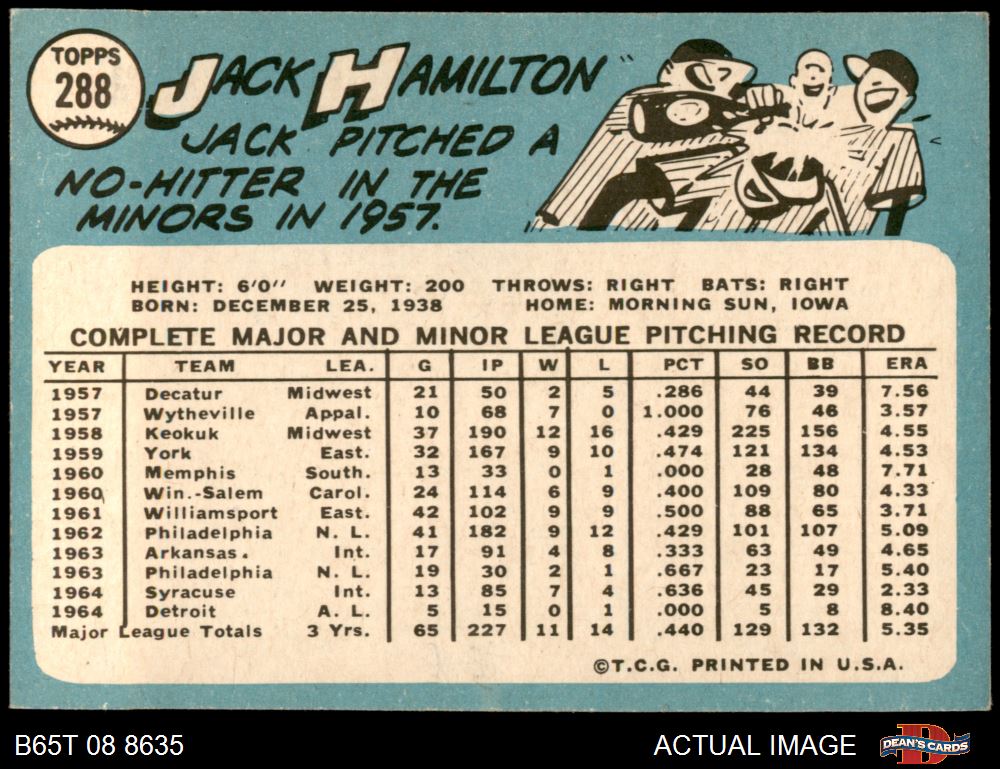 TOPPS
288
JACK HAMILTON
JACK PITCHED A
NO-HITTER IN THE
MINORS IN 1957.
HEIGHT: 6'0" WEIGHT: 200 THROWS: RIGHT BATS: RIGHT
BORN: DECEMBER 25, 1938 HOME: MORNING SUN, IOWA
COMPLETE MAJOR AND MINOR LEAGUE PITCHING RECORD
YEAR TEAM LEA. G IP W L PCT SO BB ERA
1957 Decatur Midwest 21 50 2 5 .286 44 39 7.56
1957 Wytheville Appal. 10 68 7 0 1.000 76 46 3.57
1958 Keokuk Midwest 37 190 12 16 .429 225 156 4.55
1959 York East. 32 167 9 10 .474 121 134 4.53
1960 Memphis South. 13 33 0 1 .000 28 48 7.71
1960 Win.-Salem Carol. 24 114 6 9 .400 109 80 4.33
1961 Williamsport East. 42 102 9 9 .500 88 65 3.71
1962 Philadelphia N. L. 41 182 9 12 .429 101 107 5.09
1963 Arkansas. Int. 17 91 4 8 .333 63 49 4.65
1963 Philadelphia N. L. 19 30 2 1 .667 23 17 5.40
1964 Syracuse Int. 13 85 7 4 .636 45 29 2.33
1964 Detroit A. L. 5 15 0 1 .000 5 8 8.40
Major League Totals 3 Yrs. 65 227 11 14 .440 129 132 5.35
©T.C.G. PRINTED IN U.S.A.
B65T 08 8635 ACTUAL IMAGE DEAN'S CARDS